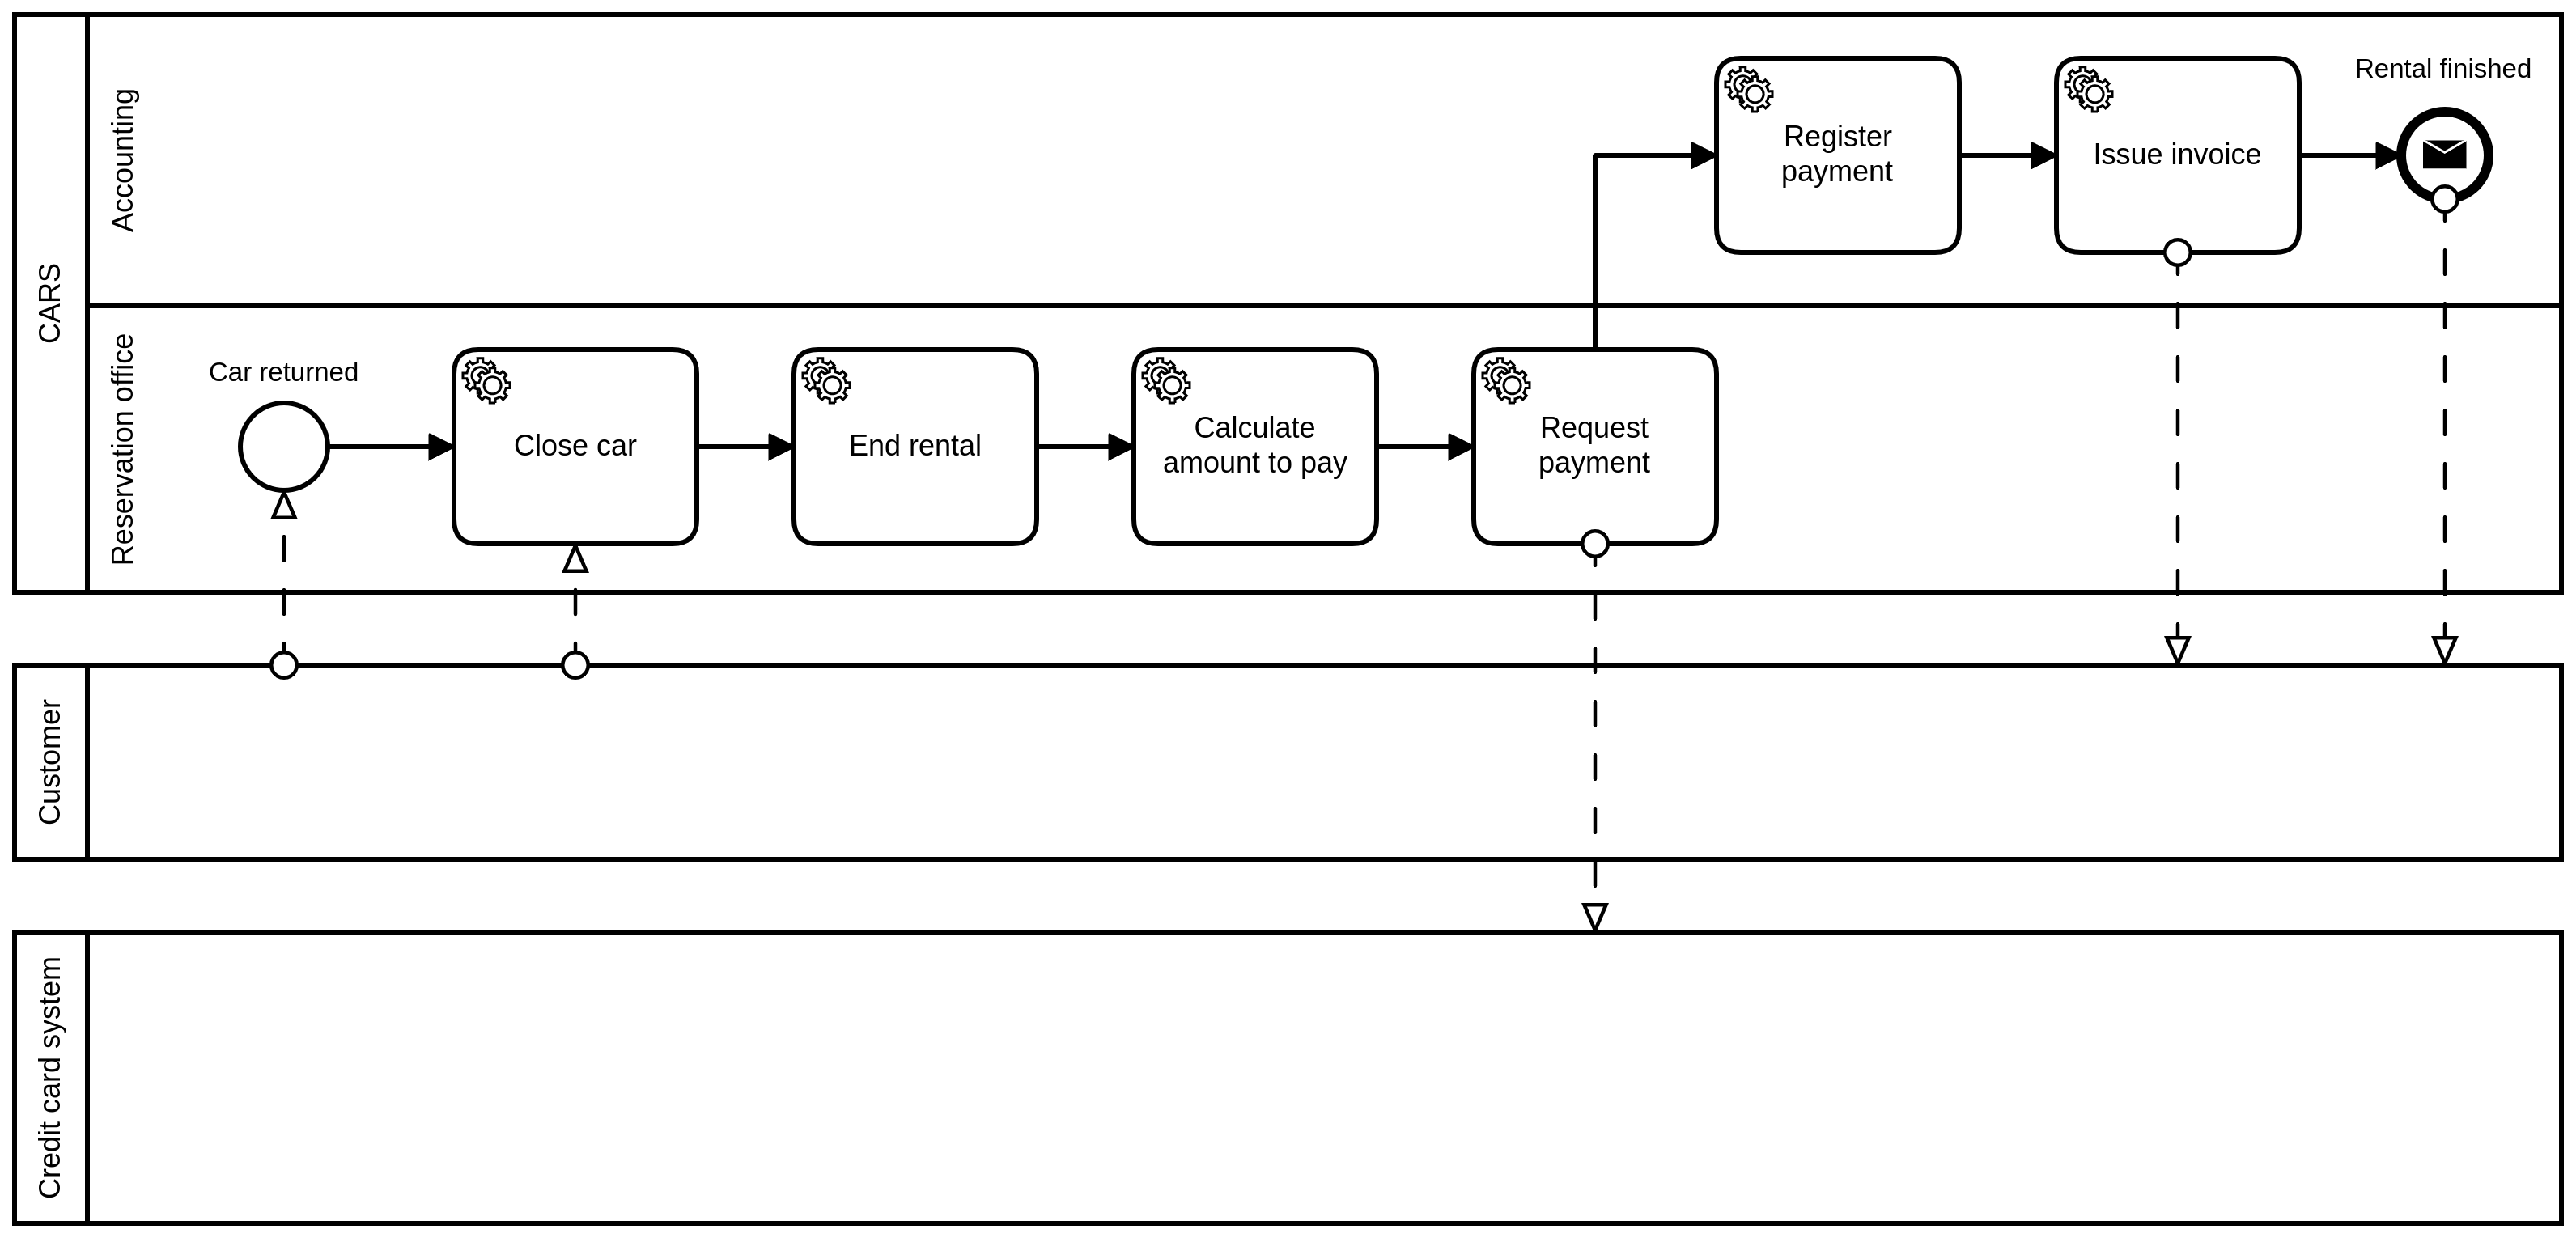 CARS
Accounting
Register
payment
Issue invoice
Rental finished
Reservation office
Car returned
Close car
End rental
Calculate
amount to pay
Request
payment
Customer
Credit card system